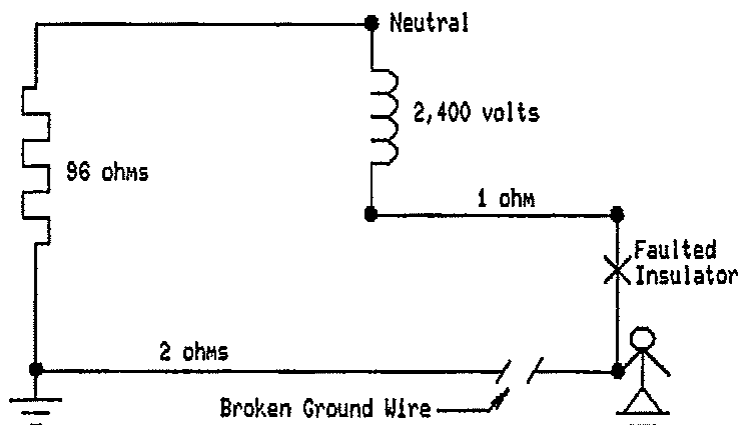 Neutral
2,400 volts
96 ohms
1 ohm
Faulted
Insulator
2 ohms
Broken Ground Wire